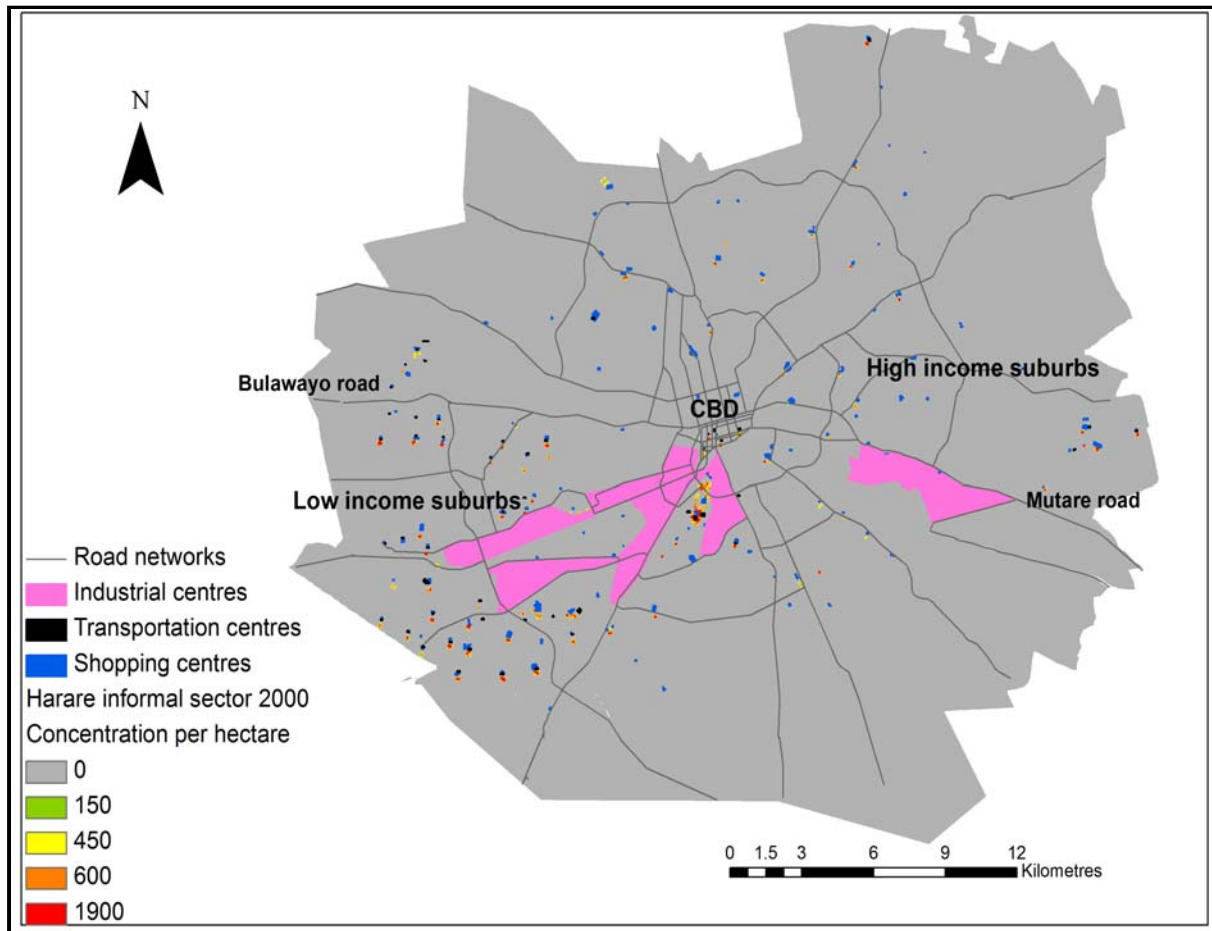 N
Bulawayo road
High income suburbs
CBD
Low income suburbs
Mutare road
Road networks
Industrial centres
Transportation centres
Shopping centres
Harare informal sector 2000
Concentration per hectare
0
150
450
600
1900
0 1.5 3 6 9 12
Kilometres